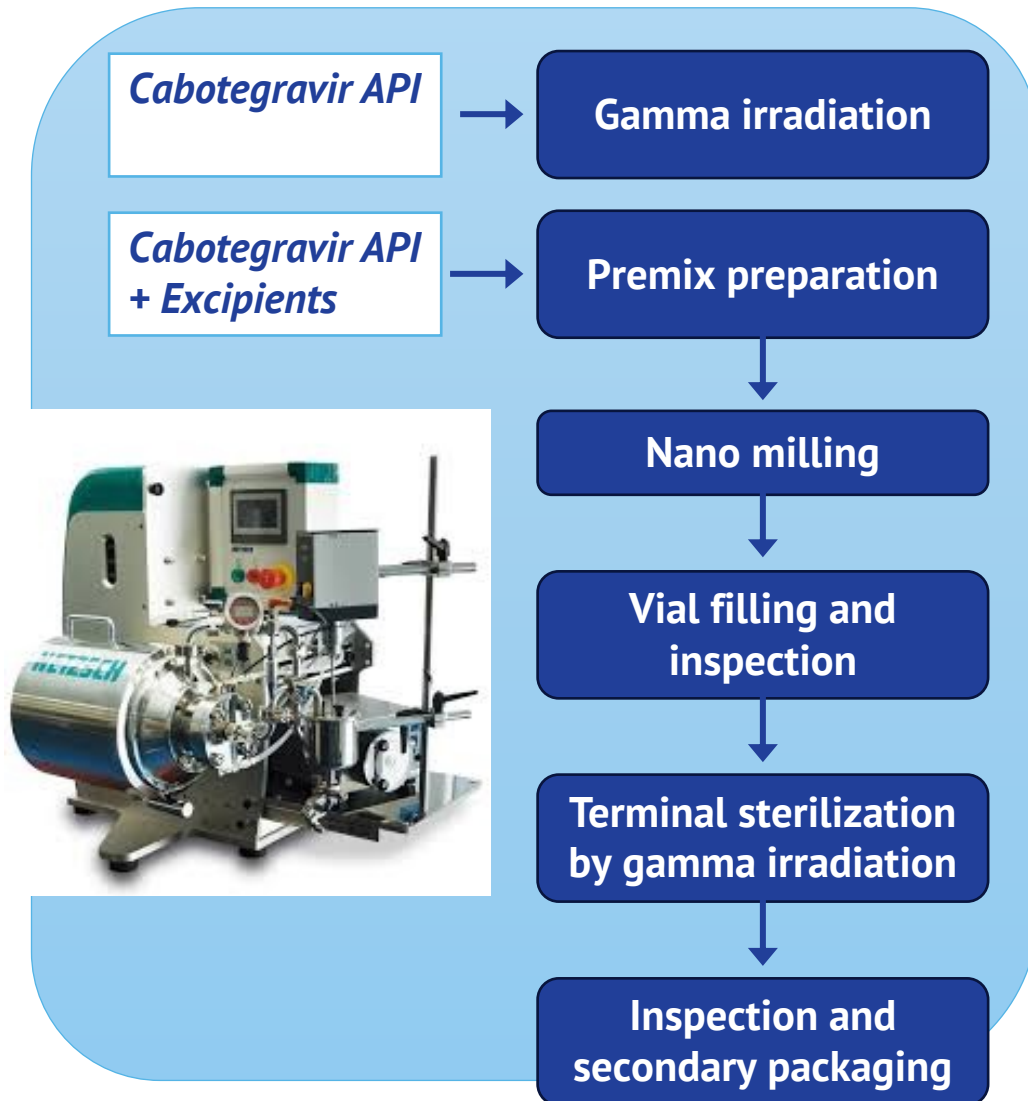 Cabotegravir API
Gamma irradiation
Cabotegravir API
+ Excipients
Premix preparation
Nano milling
NETZSCH
Vial filling and
inspection
Terminal sterilization
by gamma irradiation
Inspection and
secondary packaging